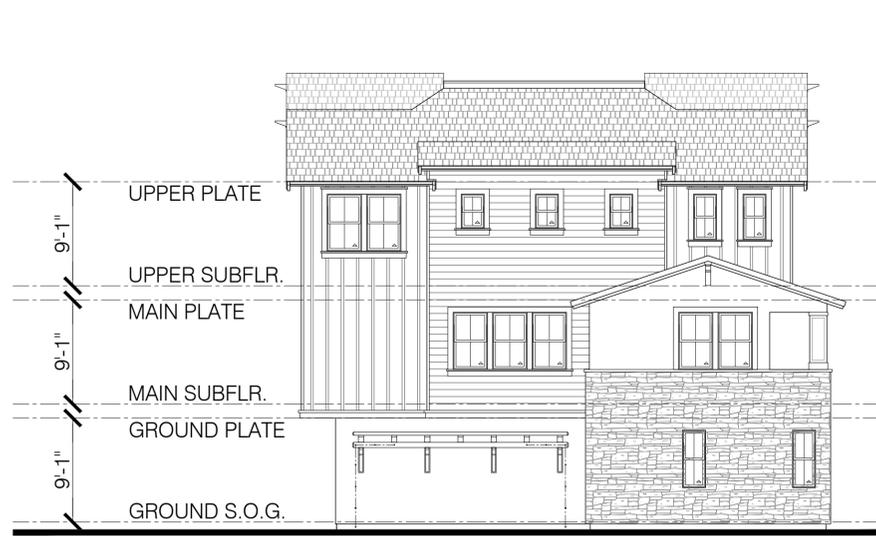 UPPER PLATE
9'-1"
UPPER SUBFLR.
MAIN PLATE
9'-1"
MAIN SUBFLR.
GROUND PLATE
9'-1"
GROUND S.O.G.